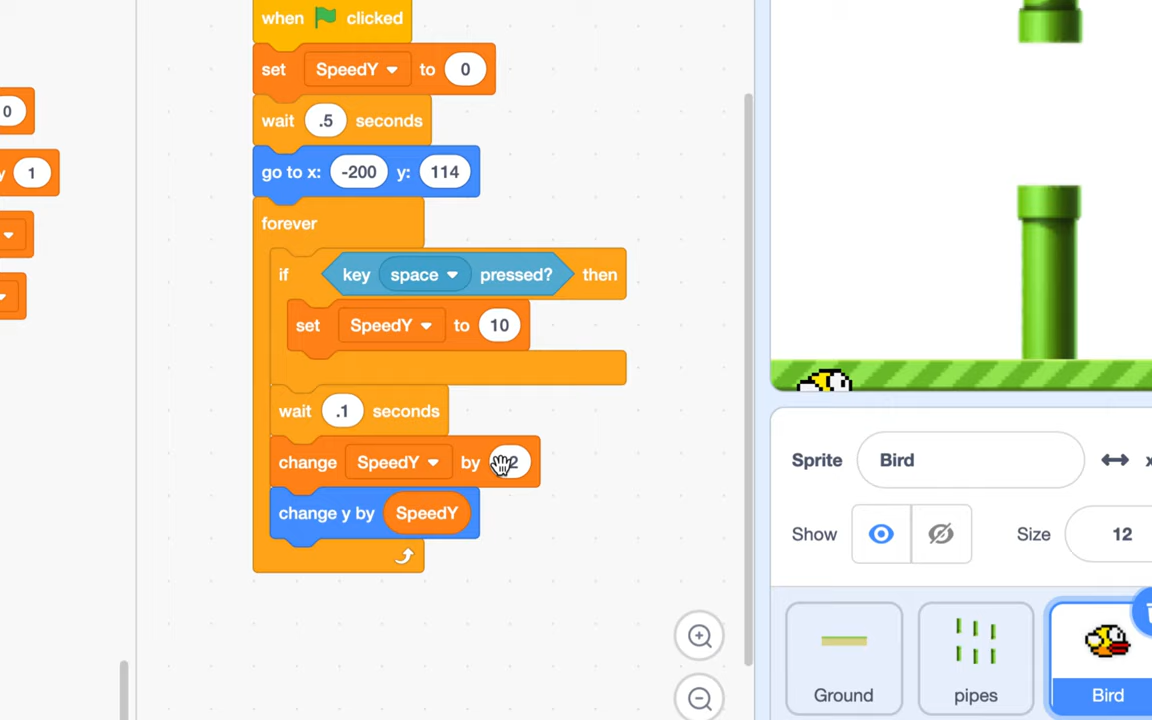 when clicked
set SpeedY to 0
wait .5 seconds
go to x: -200 y: 114
forever
if key space pressed? then
set SpeedY to 10
wait .1 seconds
change SpeedY by 2
change y by SpeedY
0
y 1
Sprite Bird x
Show Size 12
Ground pipes Bird